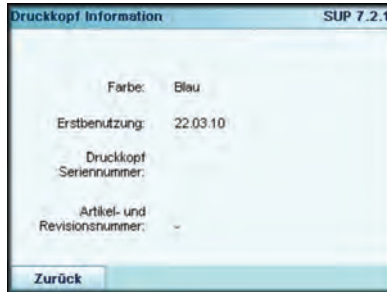 Druckkopf Information SUP 7.2.1
Farbe: Blau
Erstbenutzung: 22.03.10
Druckkopf
Seriennummer:
Artikel- und
Revisionsnummer: -
Zurück